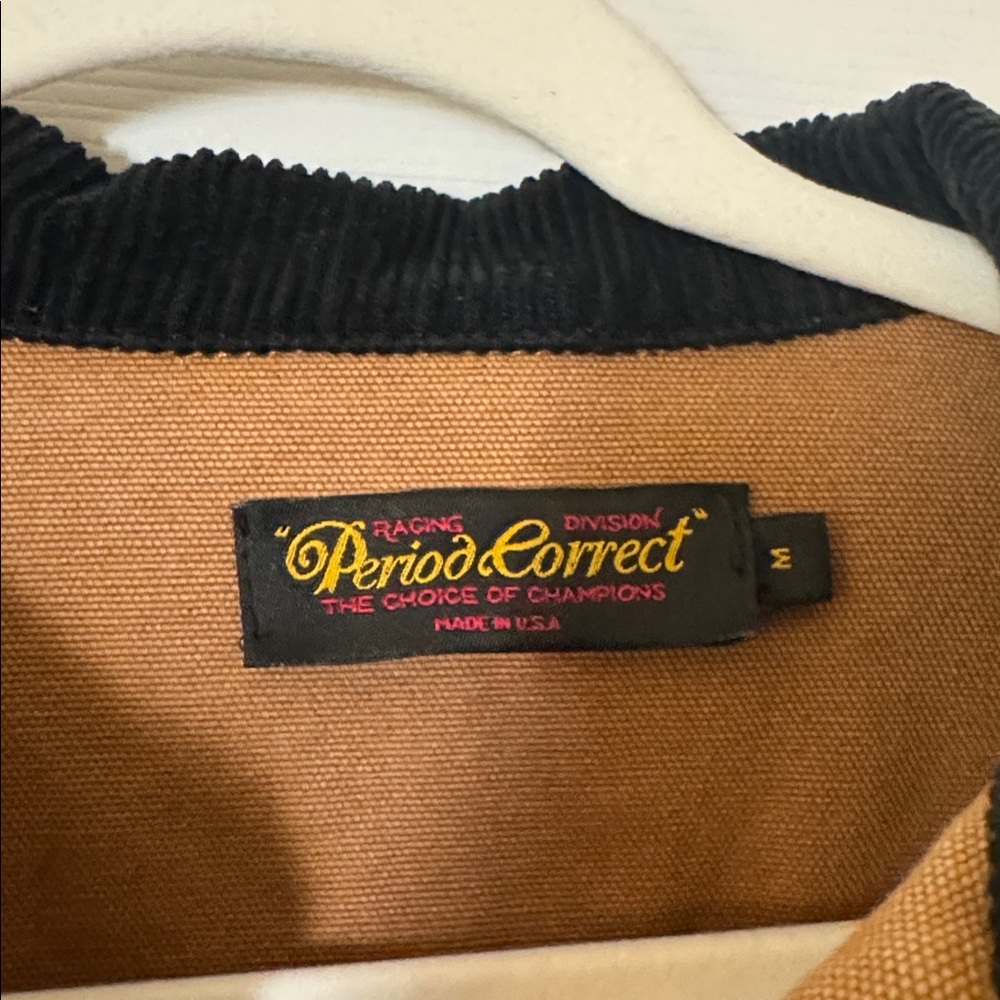 RACING DIVISION
"Period Correct"
THE CHOICE OF CHAMPIONS
MADE IN U.S.A
M